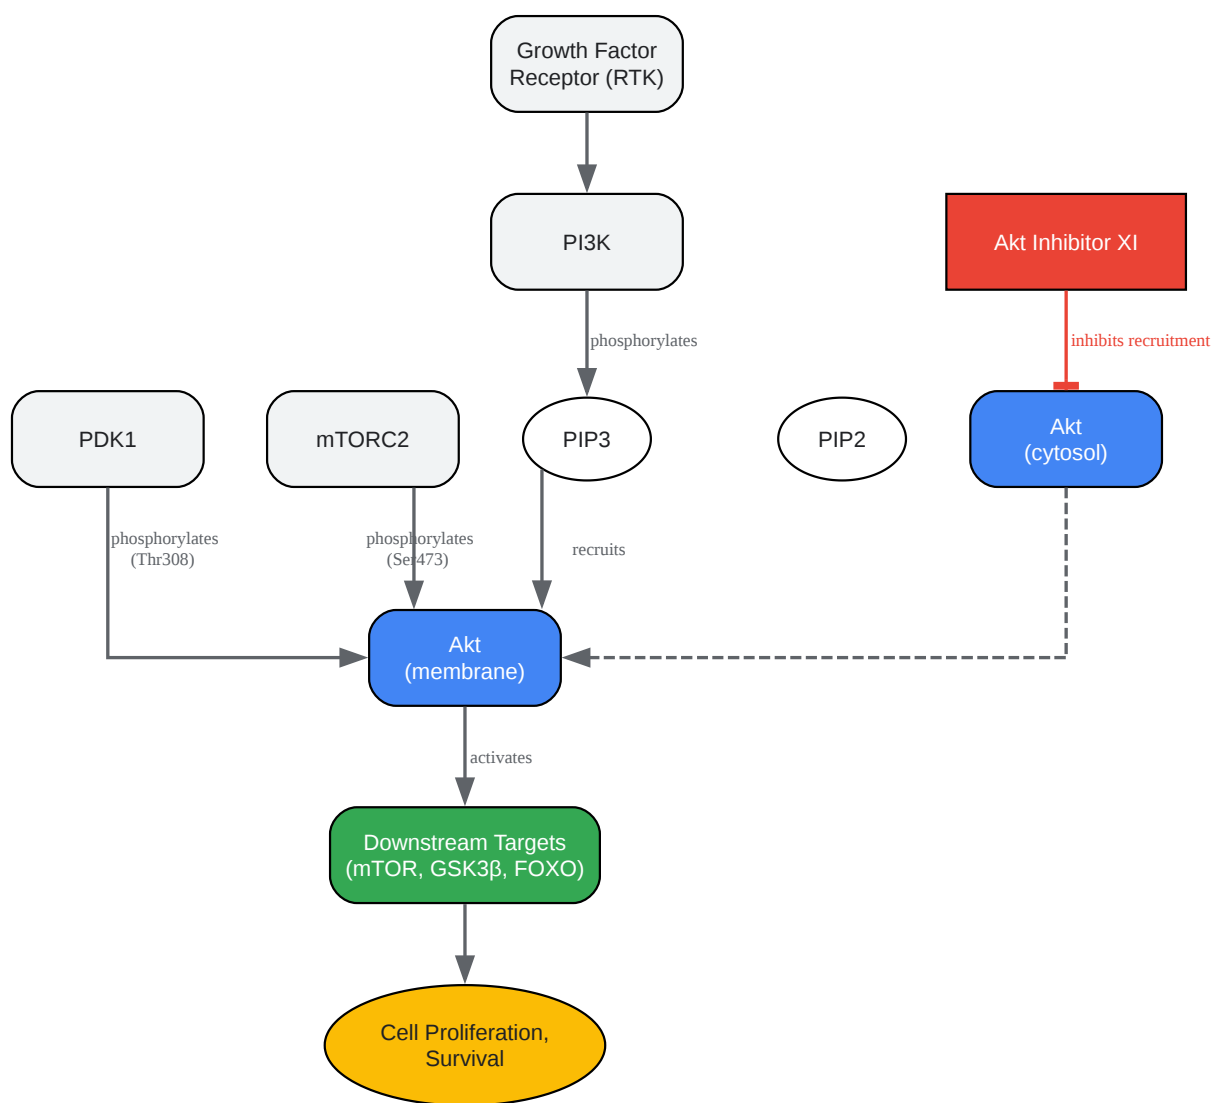 Growth Factor
Receptor (RTK)
PI3K
Akt Inhibitor XI
phosphorylates
inhibits recruitment
PDK1
mTORC2
PIP3
PIP2
Akt
(cytosol)
phosphorylates
(Thr308)
phosphorylates
(Ser473)
recruits
Akt
(membrane)
activates
Downstream Targets
(mTOR, GSK3β, FOXO)
Cell Proliferation,
Survival